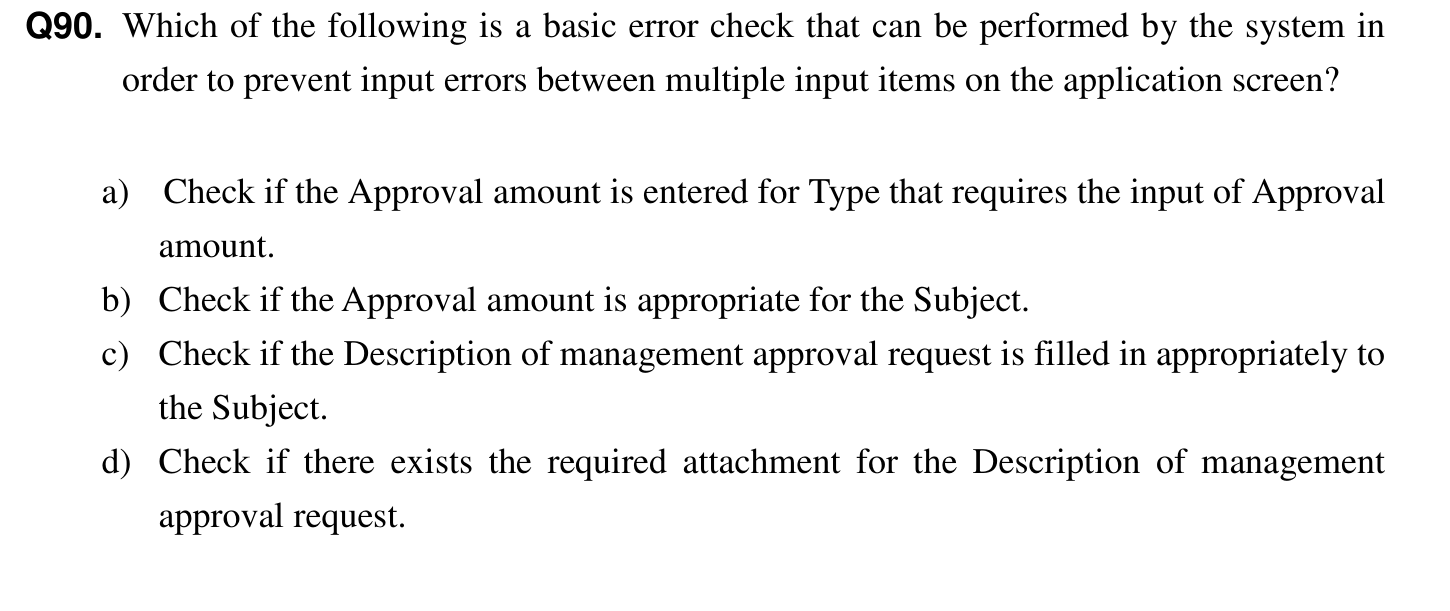 Q90. Which of the following is a basic error check that can be performed by the system in
order to prevent input errors between multiple input items on the application screen?
a) Check if the Approval amount is entered for Type that requires the input of Approval
amount.
b) Check if the Approval amount is appropriate for the Subject.
c) Check if the Description of management approval request is filled in appropriately to
the Subject.
d) Check if there exists the required attachment for the Description of management
approval request.